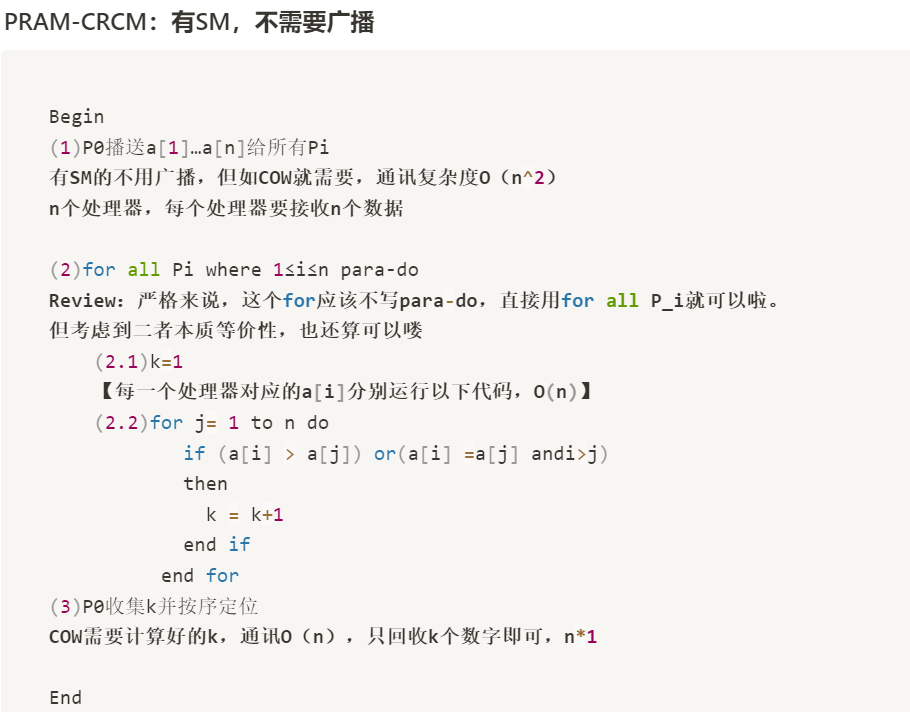 PRAM-CRCM：有SM，不需要广播
Begin
(1)P0播送a[1]…a[n]给所有Pi
有SM的不用广播，但如COW就需要，通讯复杂度O（n^2）
n个处理器，每个处理器要接收n个数据
(2)for all Pi where 1≤i≤n para-do
Review：严格来说，这个for应该不写para-do，直接用for all P_i就可以啦。
但考虑到二者本质等价性，也还算可以喽
(2.1)k=1
【每一个处理器对应的a[i]分别运行以下代码，O(n)】
(2.2)for j= 1 to n do
if (a[i] > a[j]) or(a[i] =a[j] andi>j)
then
k = k+1
end if
end for
(3)P0收集k并按序定位
COW需要计算好的k，通讯O（n），只回收k个数字即可，n*1
End